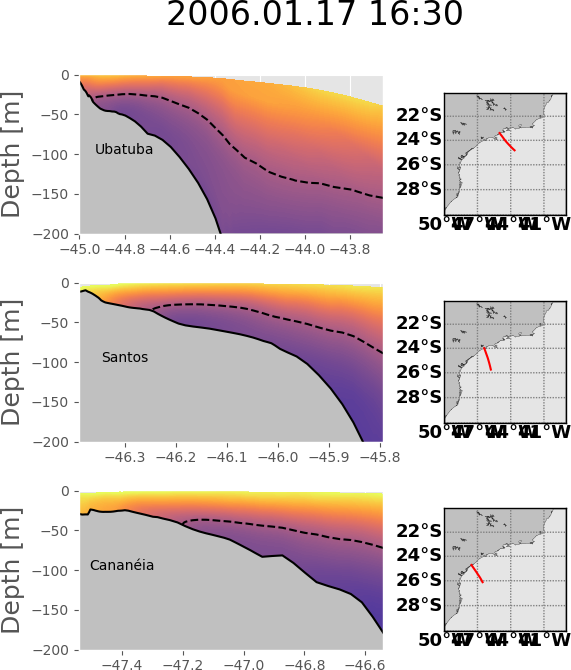 2006.01.17 16:30
Depth [m]
0
−50
−100
−150
−200
Ubatuba
−45.0 −44.8 −44.6 −44.4 −44.2 −44.0 −43.8
22°S
24°S
26°S
28°S
50°W 47°W 44°W 41°W
Depth [m]
0
−50
−100
−150
−200
Santos
−46.3 −46.2 −46.1 −46.0 −45.9 −45.8
22°S
24°S
26°S
28°S
50°W 47°W 44°W 41°W
Depth [m]
0
−50
−100
−150
−200
Cananéia
−47.4 −47.2 −47.0 −46.8 −46.6
22°S
24°S
26°S
28°S
50°W 47°W 44°W 41°W